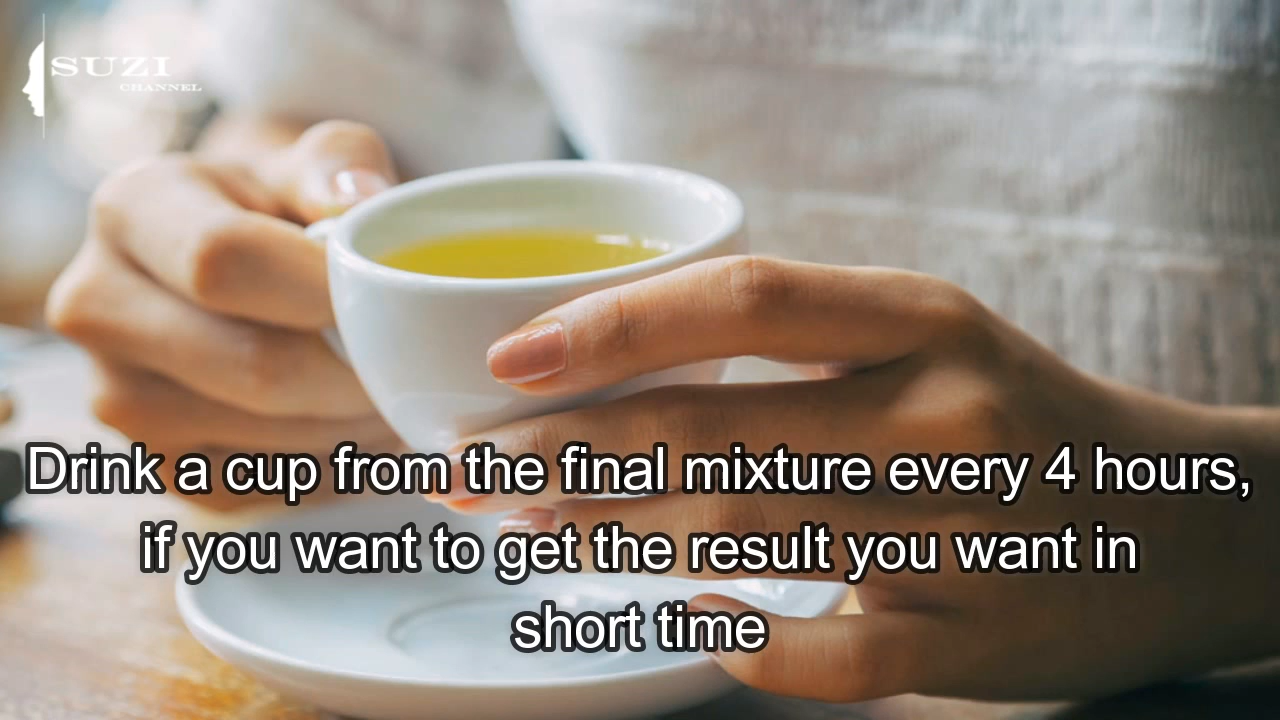 SUZI
CHANNEL
Drink a cup from the final mixture every 4 hours,
if you want to get the result you want in
short time